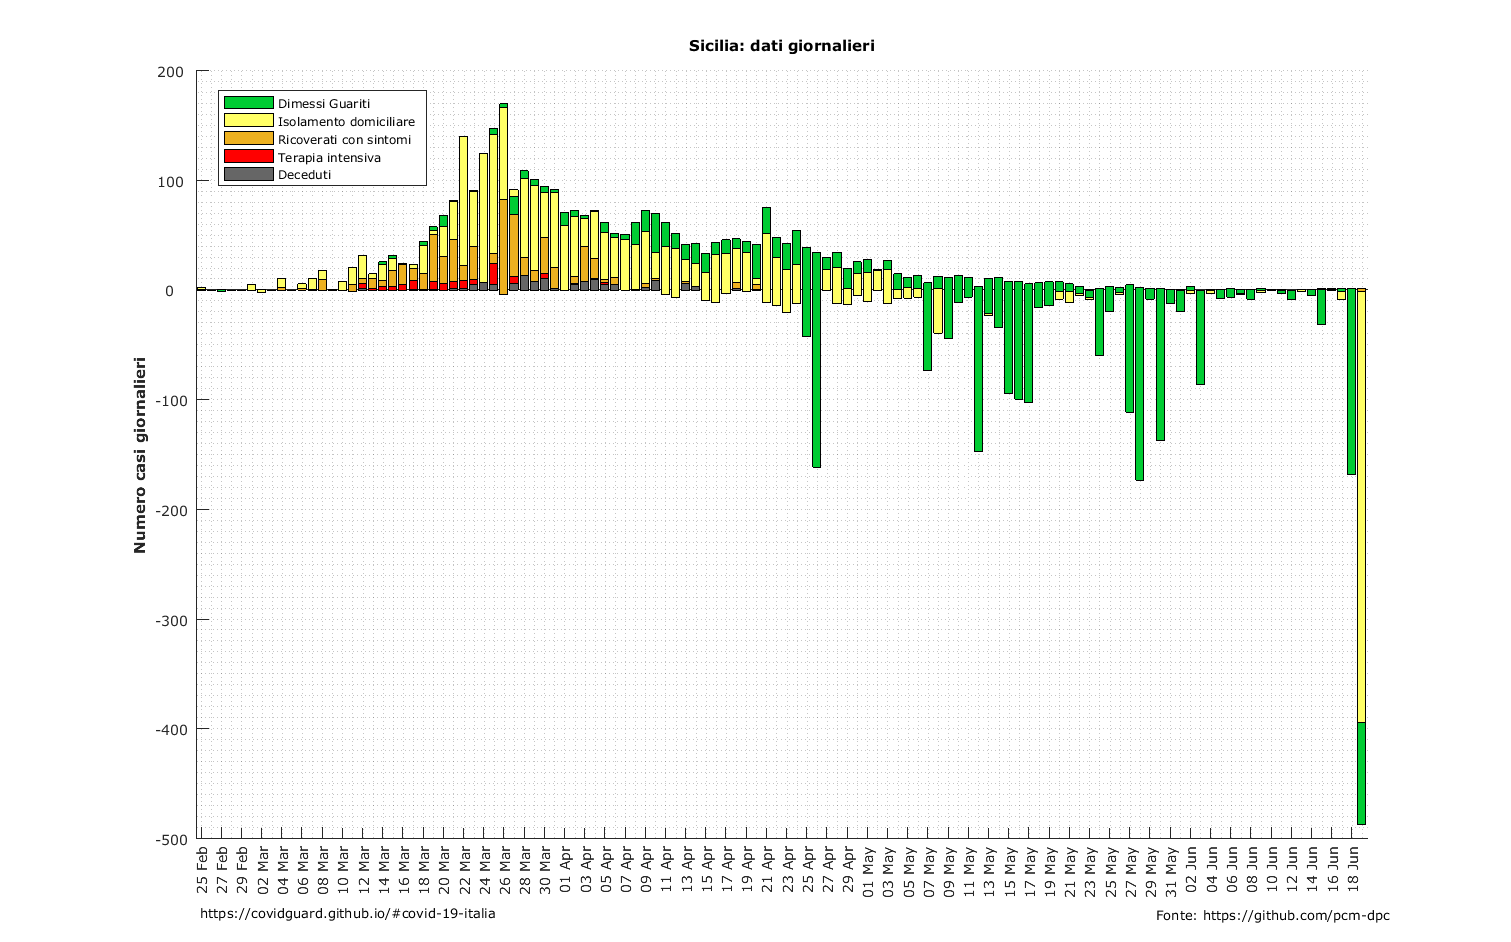 Sicilia: dati giornalieri
200
100
0
-100
-200
-300
-400
-500
Numero casi giornalieri
Dimessi Guariti
Isolamento domiciliare
Ricoverati con sintomi
Terapia intensiva
Deceduti
25 Feb
27 Feb
29 Feb
02 Mar
04 Mar
06 Mar
08 Mar
10 Mar
12 Mar
14 Mar
16 Mar
18 Mar
20 Mar
22 Mar
24 Mar
26 Mar
28 Mar
30 Mar
01 Apr
03 Apr
05 Apr
07 Apr
09 Apr
11 Apr
13 Apr
15 Apr
17 Apr
19 Apr
21 Apr
23 Apr
25 Apr
27 Apr
29 Apr
01 May
03 May
05 May
07 May
09 May
11 May
13 May
15 May
17 May
19 May
21 May
23 May
25 May
27 May
29 May
31 May
02 Jun
04 Jun
06 Jun
08 Jun
10 Jun
12 Jun
14 Jun
16 Jun
18 Jun
https://covidguard.github.io/#covid-19-italia
Fonte: https://github.com/pcm-dpc